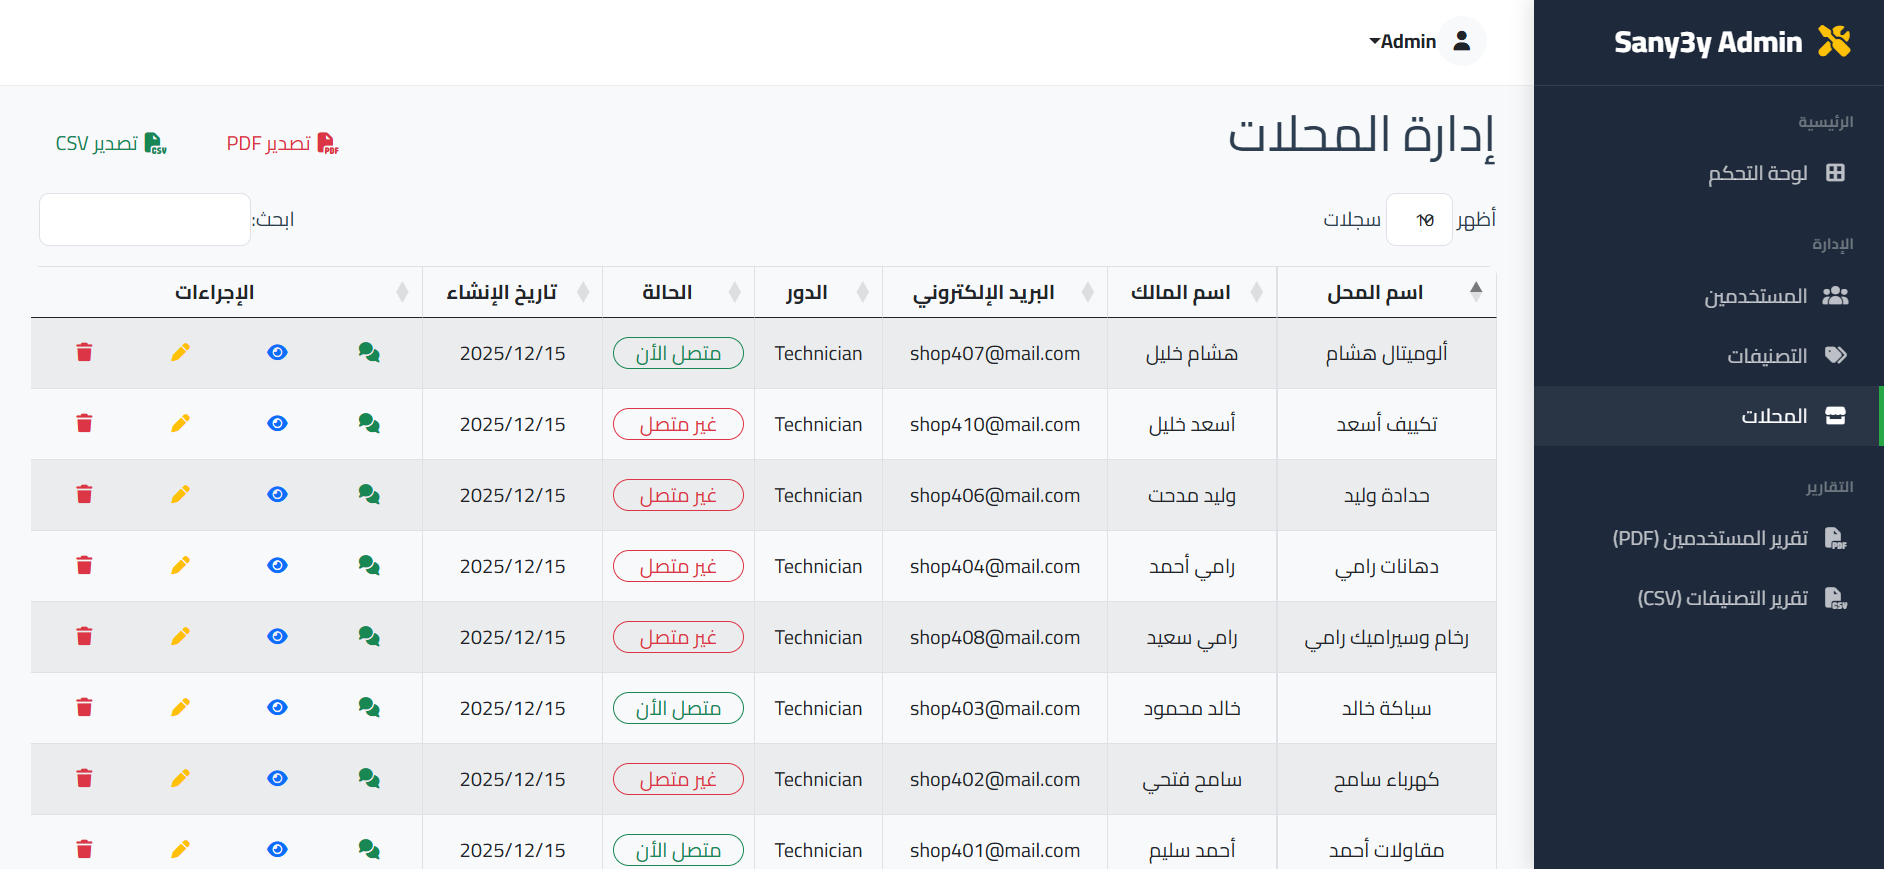 Sany3y Admin
الرئيسية
لوحة التحكم
الإدارة
المستخدمين
التصنيفات
المحلات
التقارير
تقرير المستخدمين (PDF)
تقرير التصنيفات (CSV)
Admin
إدارة المحلات
تصدير PDF
تصدير CSV
أظهر 10 سجلات
ابحث:
اسم المحل اسم المالك البريد الإلكتروني الدور الحالة تاريخ الإنشاء الإجراءات
ألوميتال هشام هشام خليل shop407@mail.com Technician متصل الأن 2025/12/15
تكييف أسعد أسعد خليل shop410@mail.com Technician غير متصل 2025/12/15
حدادة وليد وليد مدحت shop406@mail.com Technician غير متصل 2025/12/15
دهانات رامي رامي أحمد shop404@mail.com Technician غير متصل 2025/12/15
رخام وسيراميك رامي رامي سعيد shop408@mail.com Technician غير متصل 2025/12/15
سباكة خالد خالد محمود shop403@mail.com Technician متصل الأن 2025/12/15
كهرباء سامح سامح فتحي shop402@mail.com Technician غير متصل 2025/12/15
مقاولات أحمد أحمد سليم shop401@mail.com Technician متصل الأن 2025/12/15